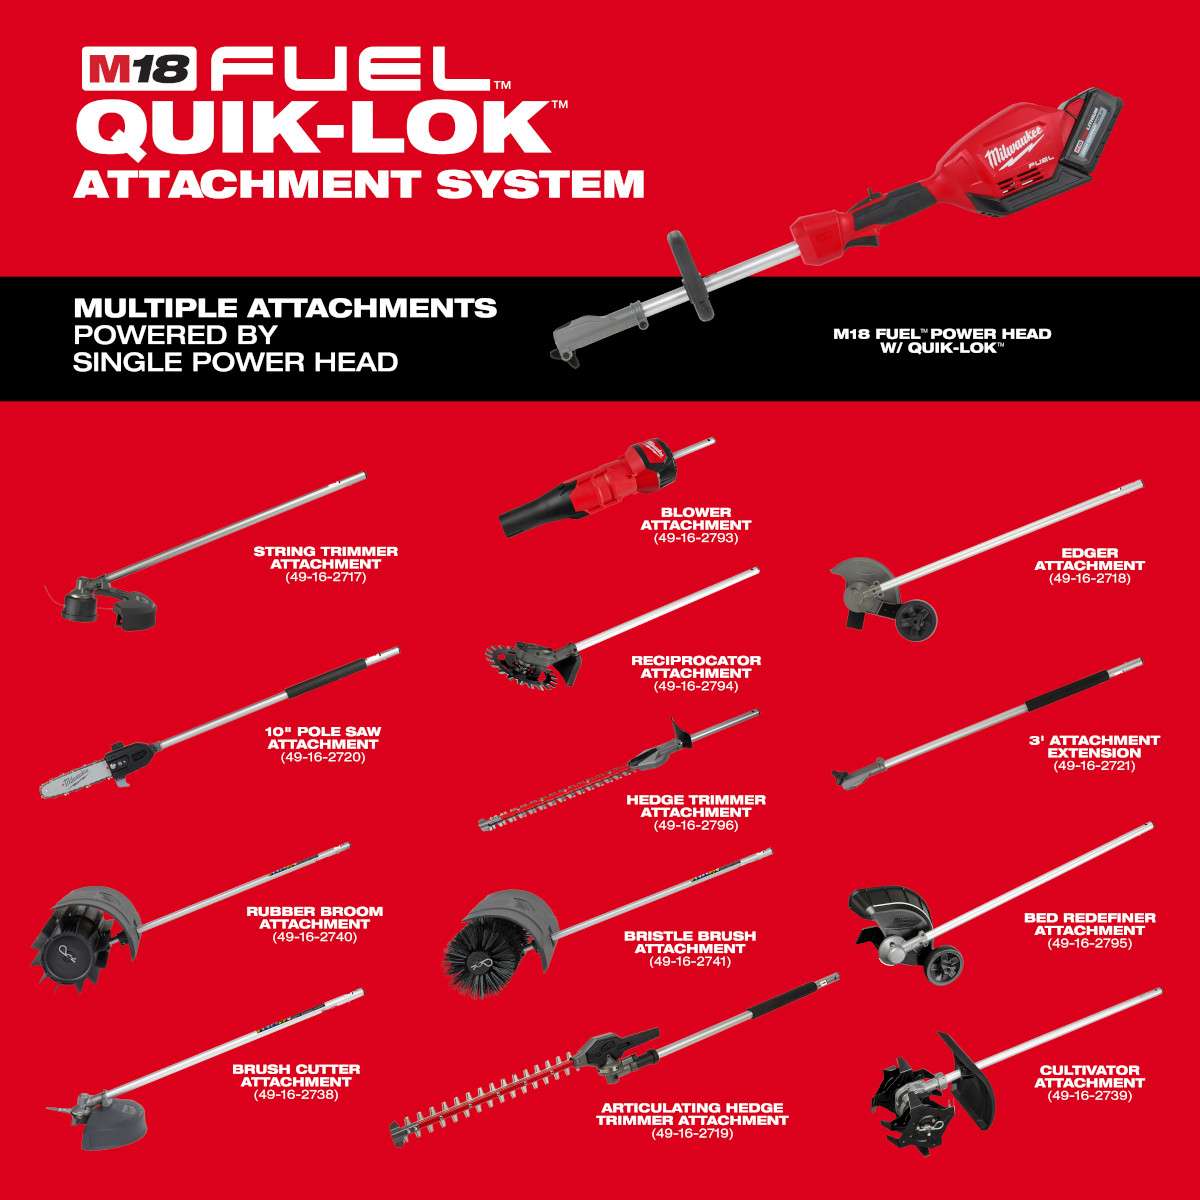 M18 FUEL™
QUIK-LOK™
ATTACHMENT SYSTEM
Milwaukee
FUEL
MULTIPLE ATTACHMENTS
POWERED BY
SINGLE POWER HEAD
M18 FUEL™ POWER HEAD
W/ QUIK-LOK™
STRING TRIMMER
ATTACHMENT
(49-16-2717)
BLOWER
ATTACHMENT
(49-16-2793)
EDGER
ATTACHMENT
(49-16-2718)
RECIPROCATOR
ATTACHMENT
(49-16-2794)
10" POLE SAW
ATTACHMENT
(49-16-2720)
Milwaukee
HEDGE TRIMMER
ATTACHMENT
(49-16-2796)
3' ATTACHMENT
EXTENSION
(49-16-2721)
RUBBER BROOM
ATTACHMENT
(49-16-2740)
BRISTLE BRUSH
ATTACHMENT
(49-16-2741)
BED REDEFINER
ATTACHMENT
(49-16-2795)
BRUSH CUTTER
ATTACHMENT
(49-16-2738)
ARTICULATING HEDGE
TRIMMER ATTACHMENT
(49-16-2719)
CULTIVATOR
ATTACHMENT
(49-16-2739)